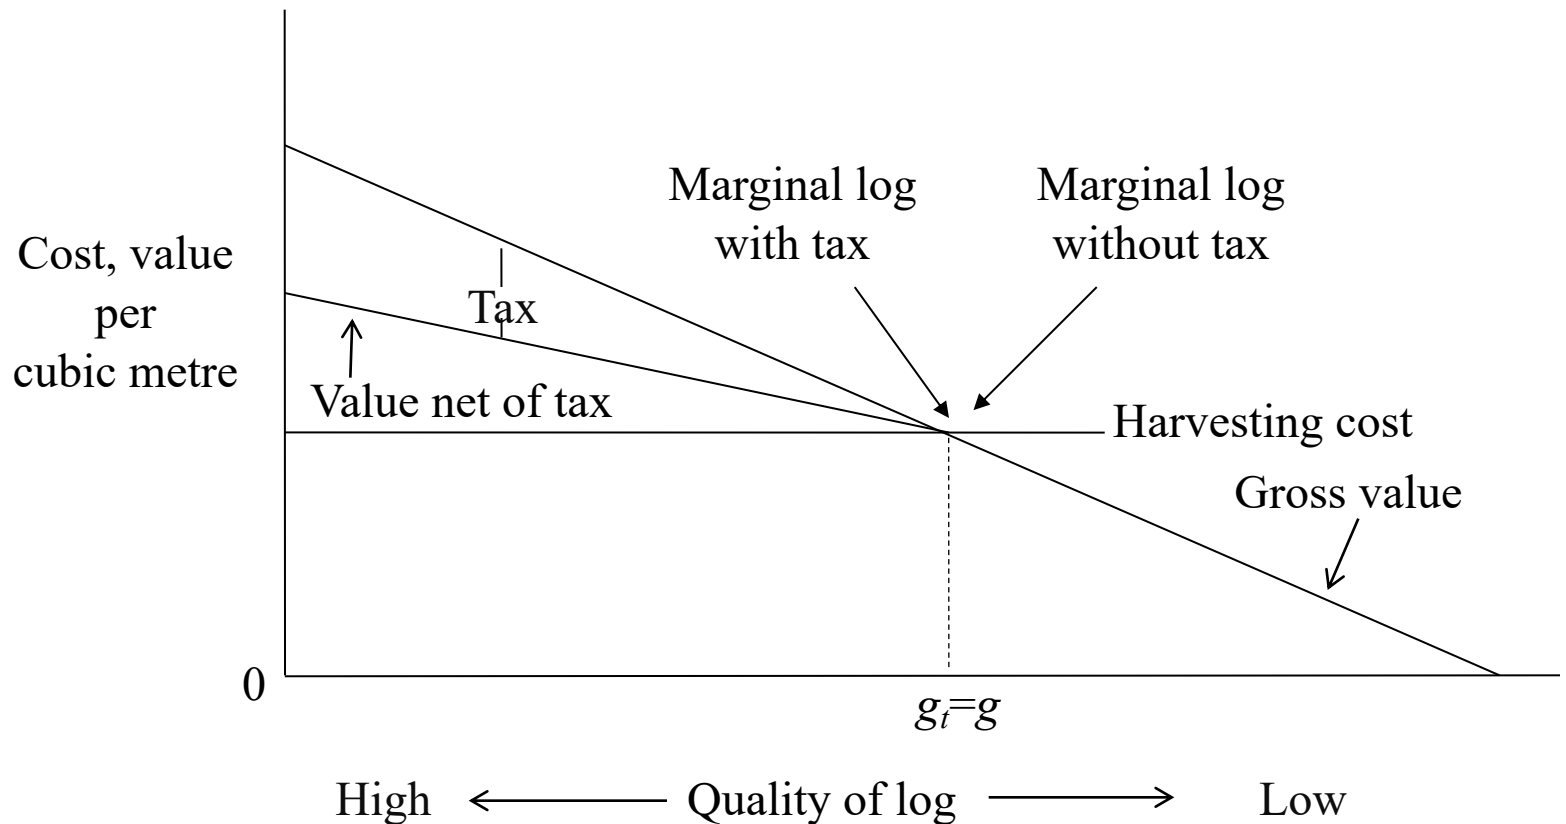 Marginal log
with tax
Marginal log
without tax
Cost, value
per
cubic metre
Tax
Value net of tax
Harvesting cost
Gross value
0
gₜ=g
High
Quality of log
Low